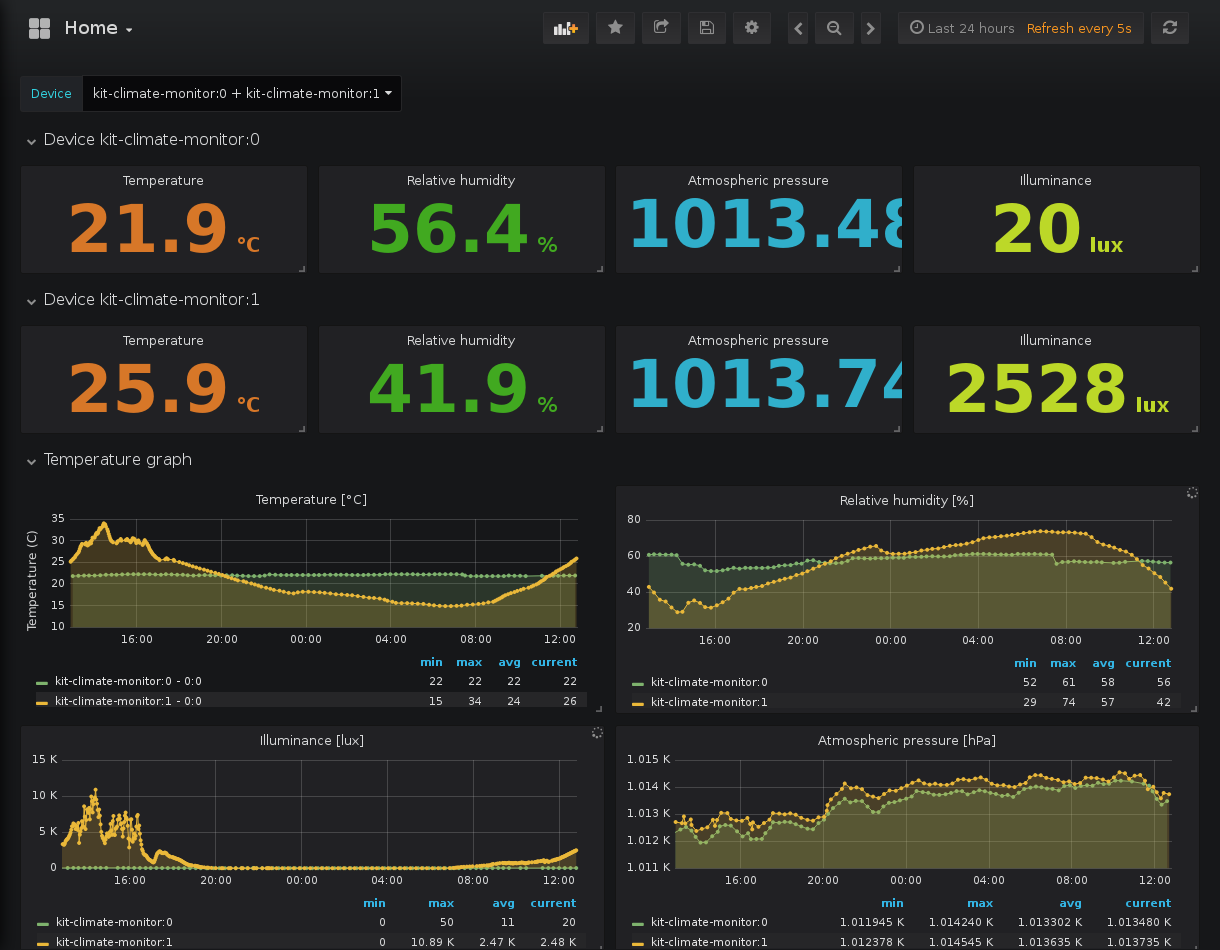 Home
Last 24 hours Refresh every 5s
Device kit-climate-monitor:0 + kit-climate-monitor:1
Device kit-climate-monitor:0
Temperature Relative humidity Atmospheric pressure Illuminance
21.9 °C 56.4 % 1013.48 20 lux
Device kit-climate-monitor:1
Temperature Relative humidity Atmospheric pressure Illuminance
25.9 °C 41.9 % 1013.74 2528 lux
Temperature graph
Temperature [°C]
Temperature (C)
35
30
25
20
15
10
16:00 20:00 00:00 04:00 08:00 12:00
min max avg current
kit-climate-monitor:0 - 0:0 22 22 22 22
kit-climate-monitor:1 - 0:0 15 34 24 26
Relative humidity [%]
80
60
40
20
16:00 20:00 00:00 04:00 08:00 12:00
min max avg current
kit-climate-monitor:0 52 61 58 56
kit-climate-monitor:1 29 74 57 42
Illuminance [lux]
15 K
10 K
5 K
0
16:00 20:00 00:00 04:00 08:00 12:00
min max avg current
kit-climate-monitor:0 0 50 11 20
kit-climate-monitor:1 0 10.89 K 2.47 K 2.48 K
Atmospheric pressure [hPa]
1.015 K
1.014 K
1.013 K
1.012 K
1.011 K
16:00 20:00 00:00 04:00 08:00 12:00
min max avg current
kit-climate-monitor:0 1.011945 K 1.014240 K 1.013302 K 1.013480 K
kit-climate-monitor:1 1.012378 K 1.014545 K 1.013635 K 1.013735 K